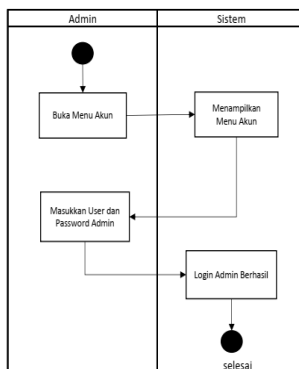 Admin
Sistem
Buka Menu Akun
Menampilkan
Menu Akun
Masukkan User dan
Password Admin
Login Admin Berhasil
selesai